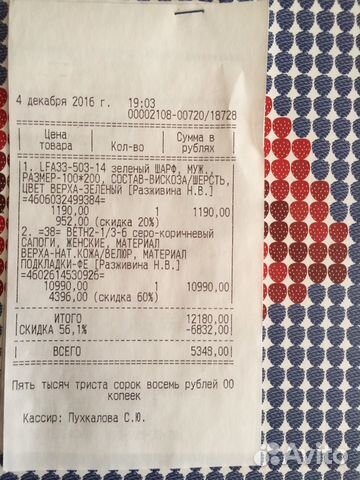 4 декабря 2016 г. 19:03
00002108-00720/18728
Цена товара | Кол-во | Сумма в рублях
1. LFA33-503-14 зеленый ШАРФ, МУЖ.,
РАЗМЕР-100*200, СОСТАВ-ВИСКОЗА/ШЕРСТЬ,
ЦВЕТ ВЕРХА-ЗЕЛЕНЫЙ [Разживина Н.В.]
=4606032499384=
1190,00| 1| 1190,00|
952,00 (скидка 20%)
2. =38= BETH2-1/3-6 серо-коричневый
САПОГИ, ЖЕНСКИЕ, МАТЕРИАЛ
ВЕРХА-НАТ.КОЖА/ВЕЛЮР, МАТЕРИАЛ
ПОДКЛАДКИ-ФЕ [Разживина Н.В.]
=4602614530926=
10990,00| 1| 10990,00|
4396,00 (скидка 60%)
ИТОГО 12180,00|
СКИДКА 56,1% -6832,00|
ВСЕГО 5348,00|
Пять тысяч триста сорок восемь рублей 00
копеек
Кассир: Пухкалова С.Ю.
Avito